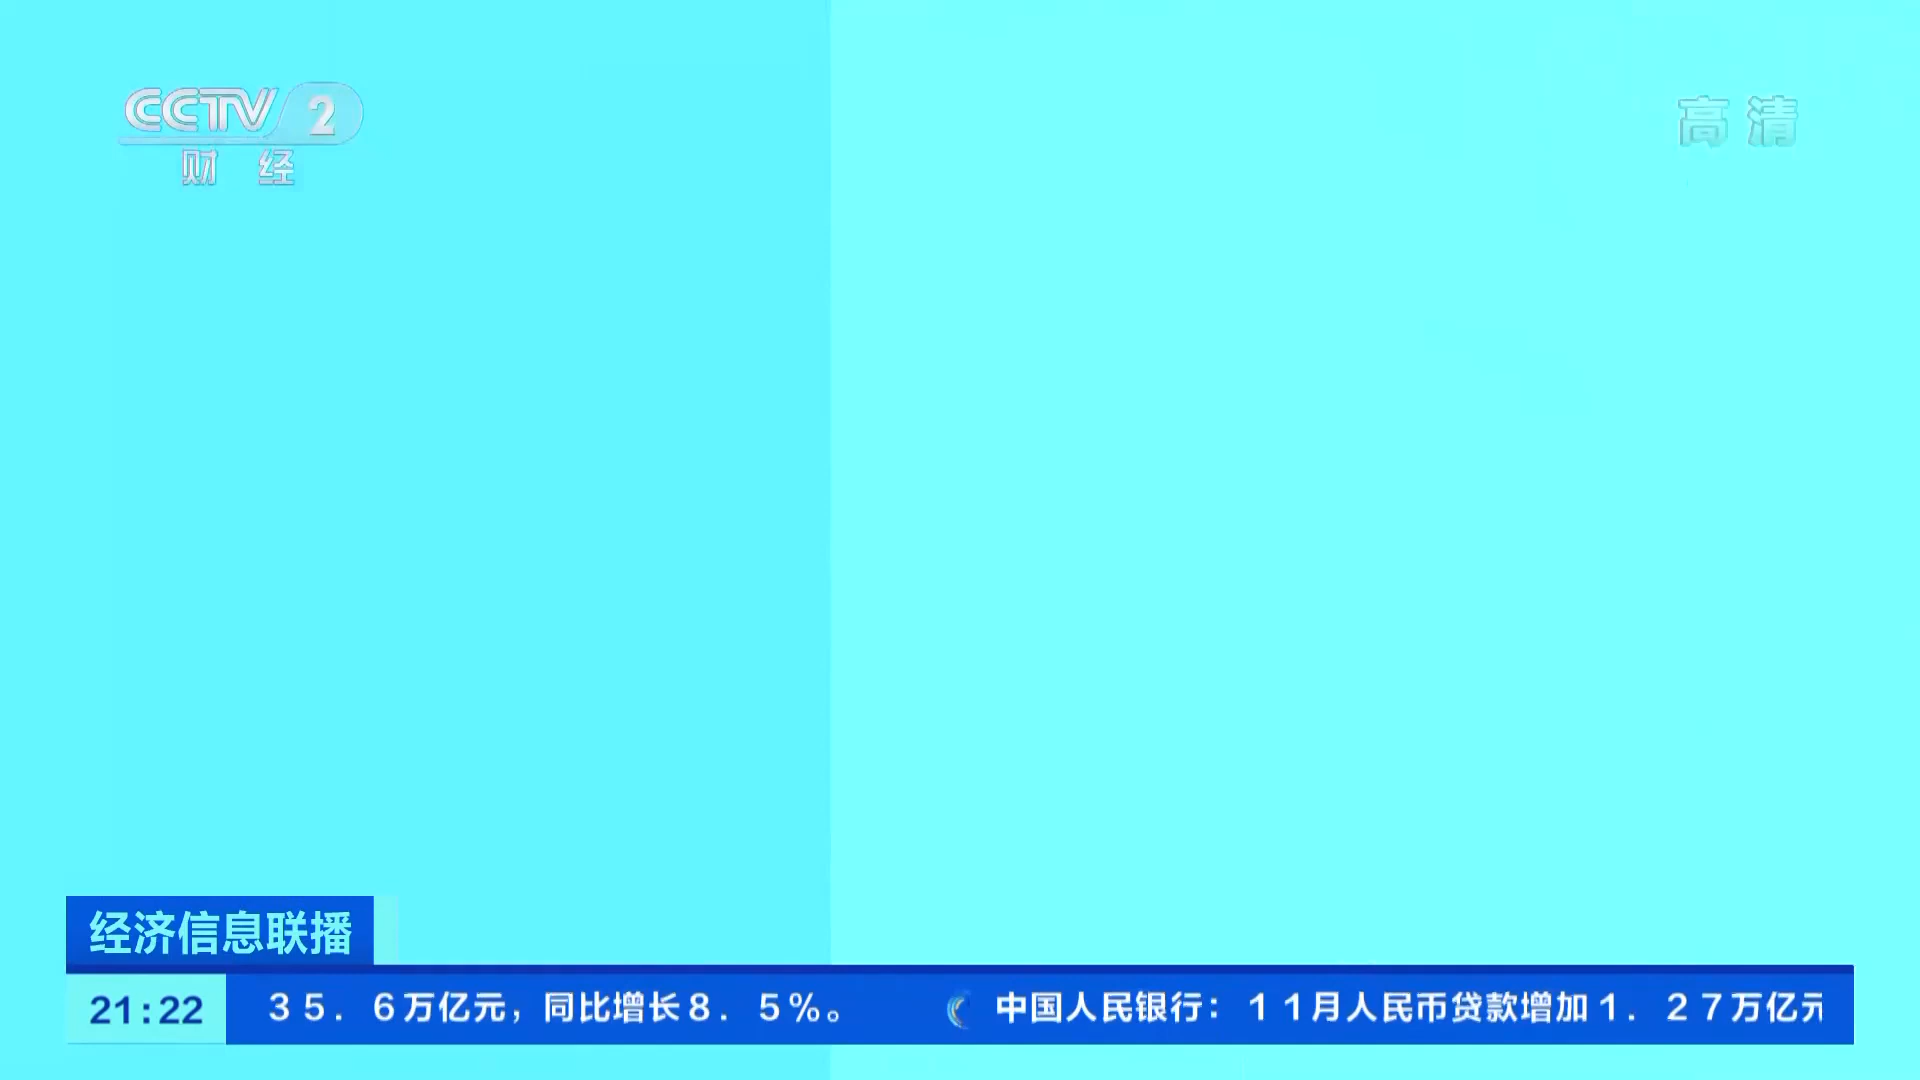 CCTV 2
财 经
高清
经济信息联播
21:22
35.6万亿元，同比增长8.5%。 中国人民银行：11月人民币贷款增加1.27万亿元